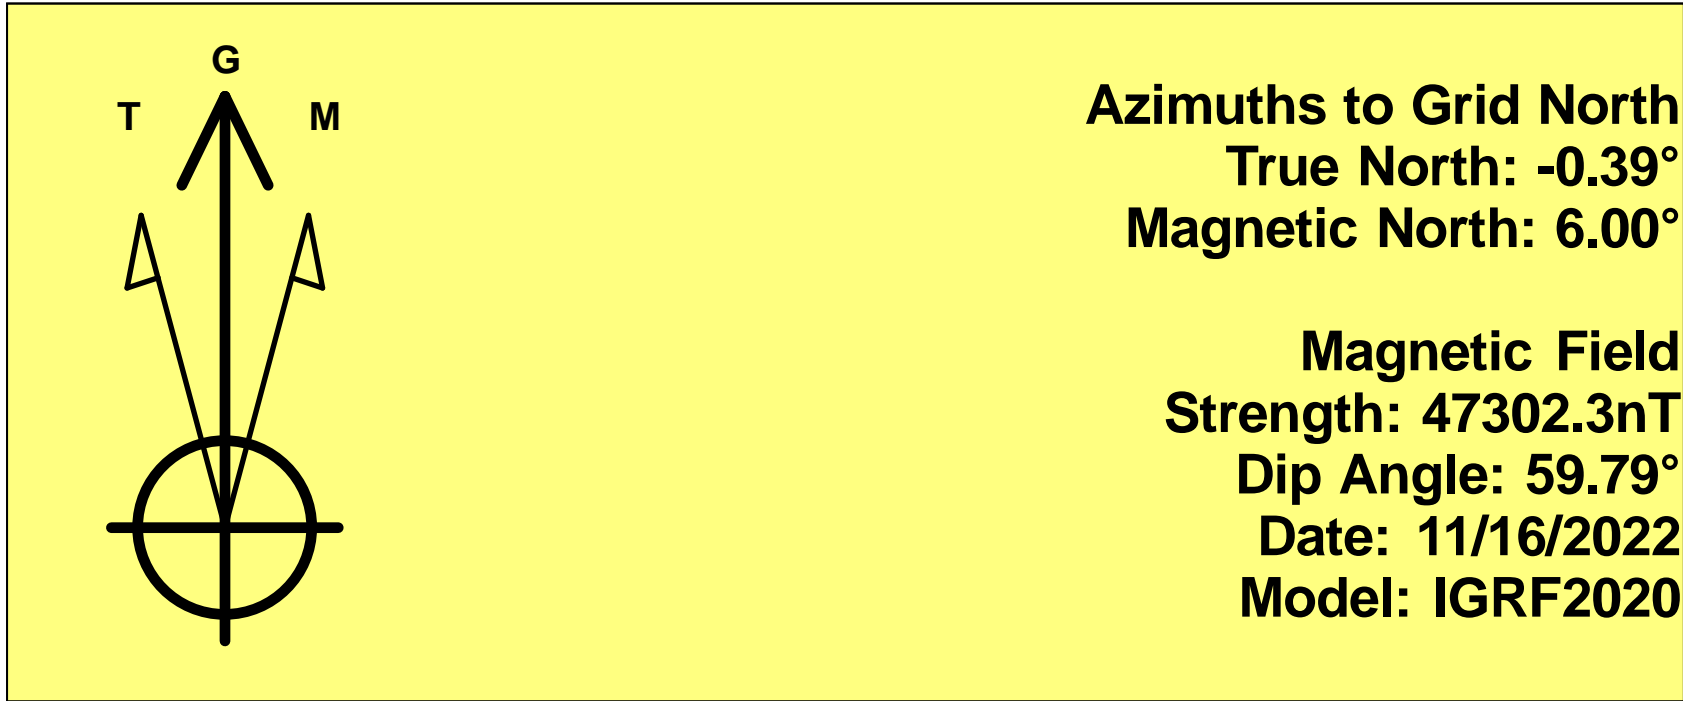 G
T M
Azimuths to Grid North
True North: -0.39°
Magnetic North: 6.00°
Magnetic Field
Strength: 47302.3nT
Dip Angle: 59.79°
Date: 11/16/2022
Model: IGRF2020